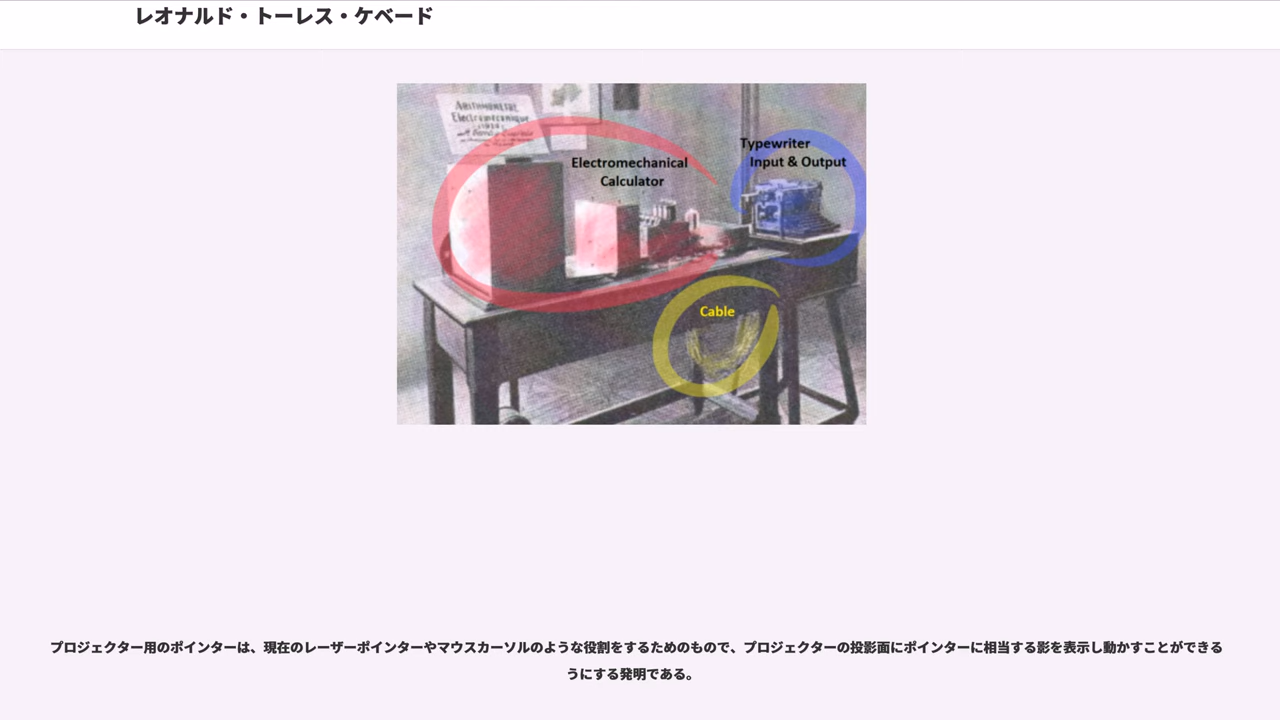 レオナルド・トーレス・ケベード
Arithmometre
Electromecanique
Electromechanical
Calculator
Typewriter
Input & Output
Cable
プロジェクター用のポインターは、現在のレーザーポインターやマウスカーソルのような役割をするためのもので、プロジェクターの投影面にポインターに相当する影を表示し動かすことができる
うにする発明である。